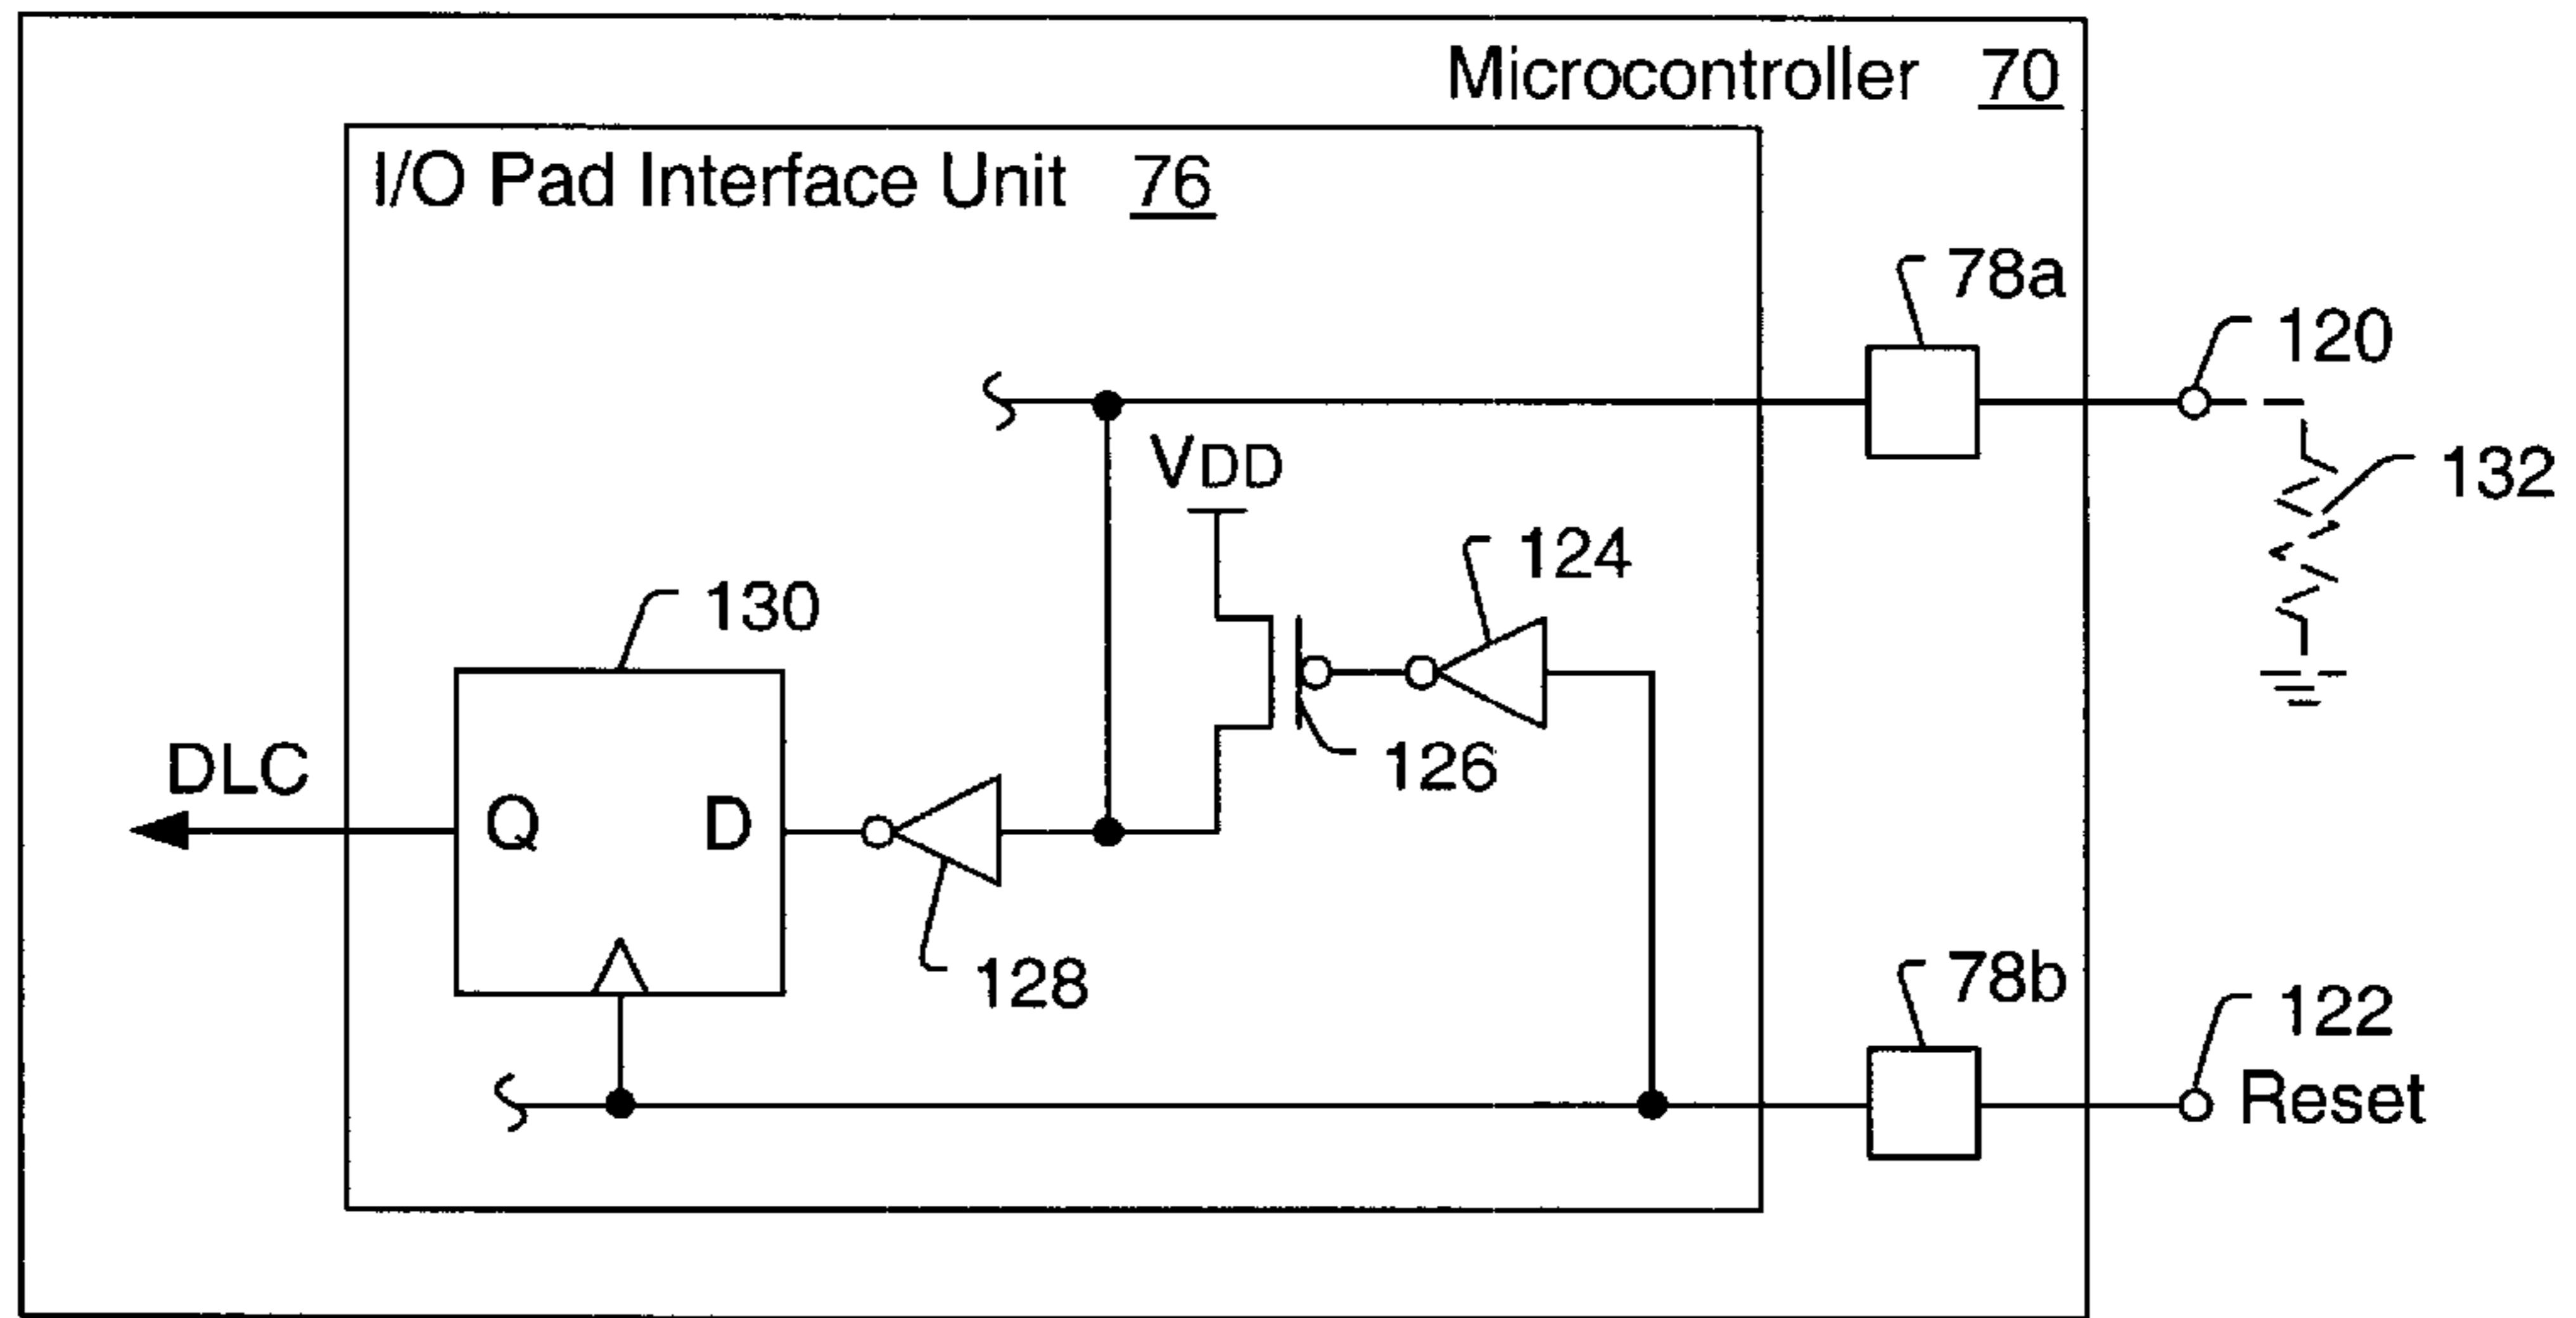 Microcontroller 70
I/O Pad Interface Unit 76
78a
120
VDD
132
124
130
126
DLC
Q
D
128
78b
122
Reset